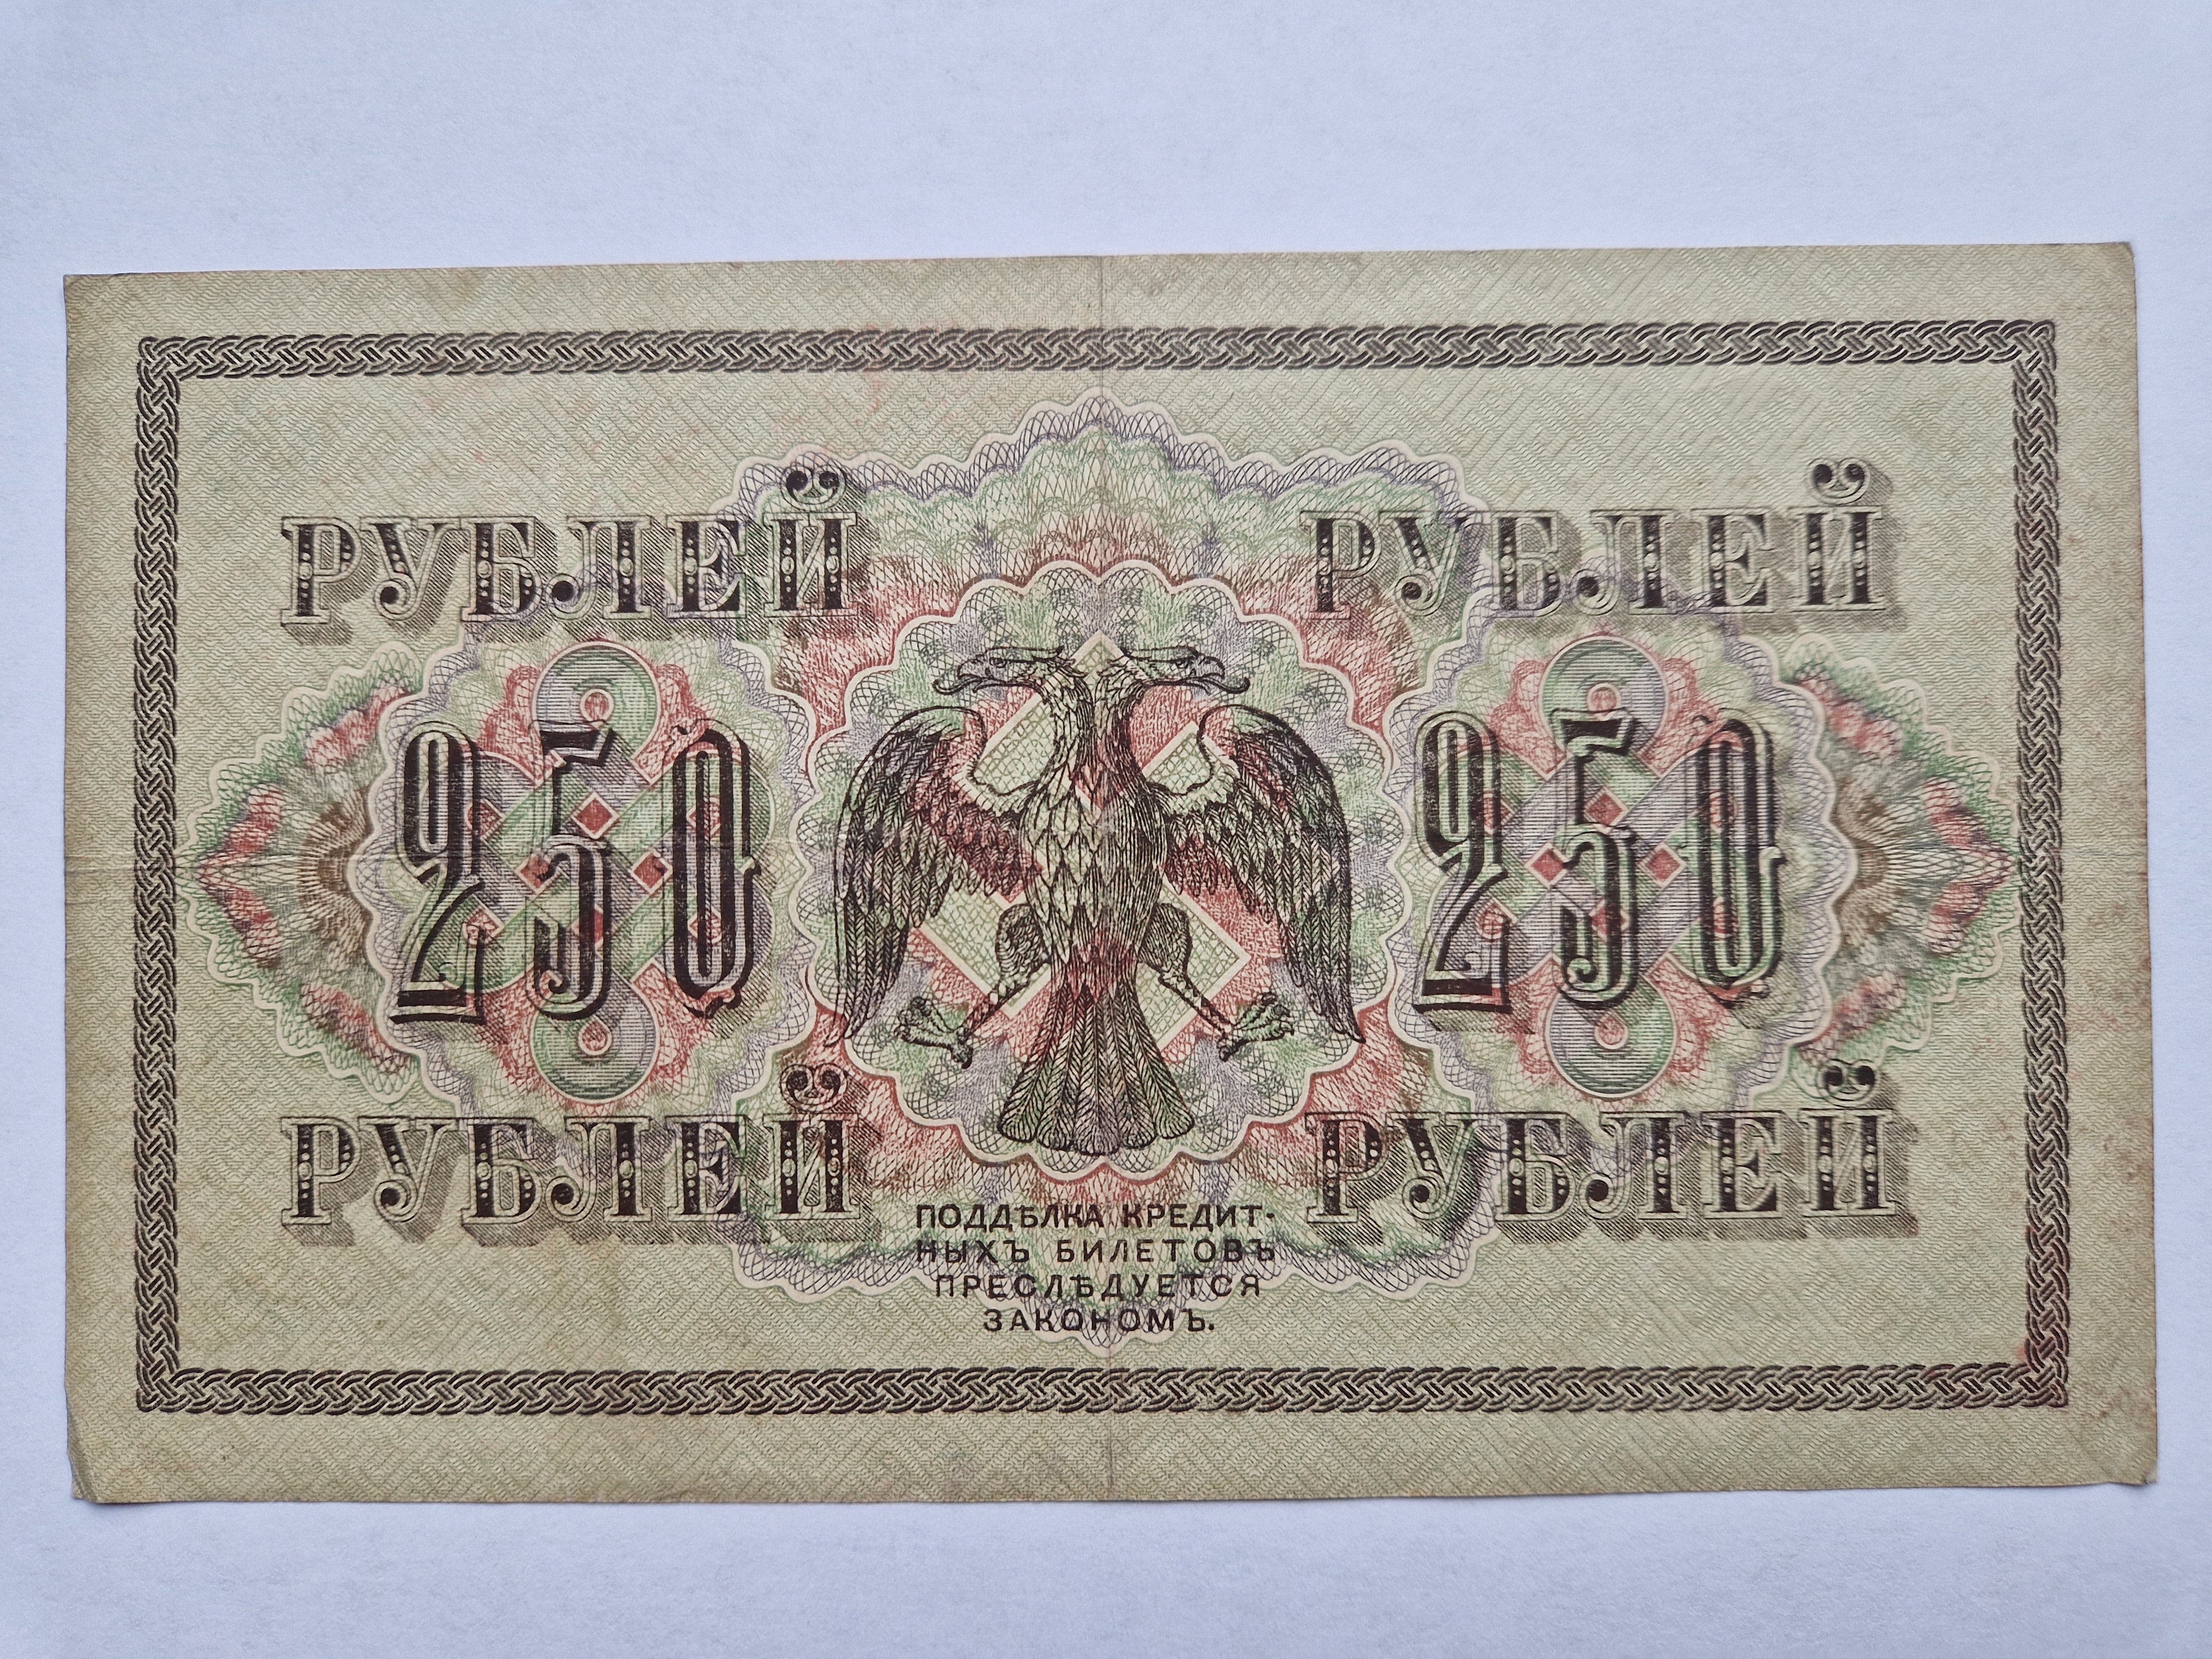 РУБЛЕЙ РУБЛЕЙ
250 250
РУБЛЕЙ РУБЛЕЙ
ПОДДѢЛКА КРЕДИТ-
НЫХЪ БИЛЕТОВЪ
ПРЕСЛѢДУЕТСЯ
ЗАКОНОМЪ.